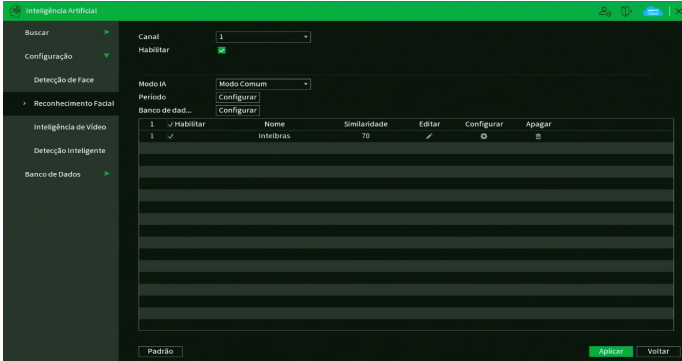 Inteligência Artificial
Buscar
Configuração
Detecção de Face
Reconhecimento Facial
Inteligência de Vídeo
Detecção Inteligente
Banco de Dados
Canal 1
Habilitar
Modo IA Modo Comum
Período Configurar
Banco de dad... Configurar
1 Habilitar Nome Similaridade Editar Configurar Apagar
1 Intelbras 70
Padrão Aplicar Voltar